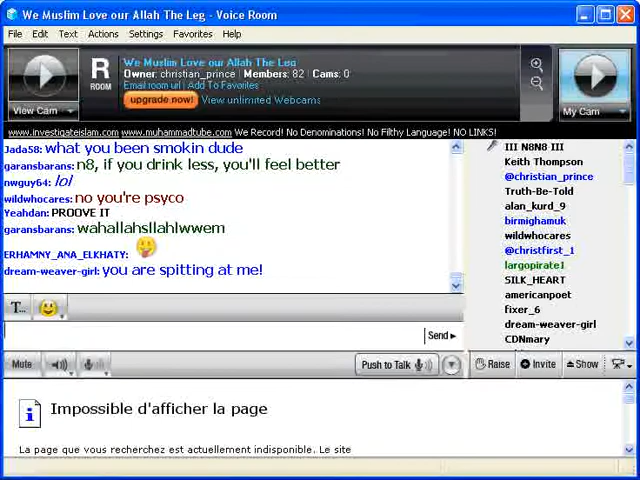 We Muslim Love our Allah The Leg - Voice Room
File Edit Text Actions Settings Favorites Help
We Muslim Love our Allah The Leg
R ROOM
Owner: christian_prince | Members: 82 | Cams: 0
Email room url | Add To Favorites
upgrade now! View unlimited Webcams
View Cam
My Cam
www.investigateislam.com www.muhammadtube.com We Record! No Denominations! No Filthy Language! NO LINKS!
Jada58: what you been smokin dude
garansbarans: n8, if you drink less, you'll feel better
nwguy64: lol
wildwhocares: no you're psyco
Yeahdan: PROOVE IT
garansbarans: wahallahsllahlwwem
ERHAMNY_ANA_ELKHATY:
dream-weaver-girl: you are spitting at me!
III N8N8 III
Keith Thompson
@christian_prince
Truth-Be-Told
alan_kurd_9
birmighamuk
wildwhocares
@christfirst_1
largopirate1
SILK_HEART
americanpoet
fixer_6
dream-weaver-girl
CDNmary
T...
Send
Mute
Push to Talk
Raise Invite Show
Impossible d'afficher la page
La page que vous recherchez est actuellement indisponible. Le site